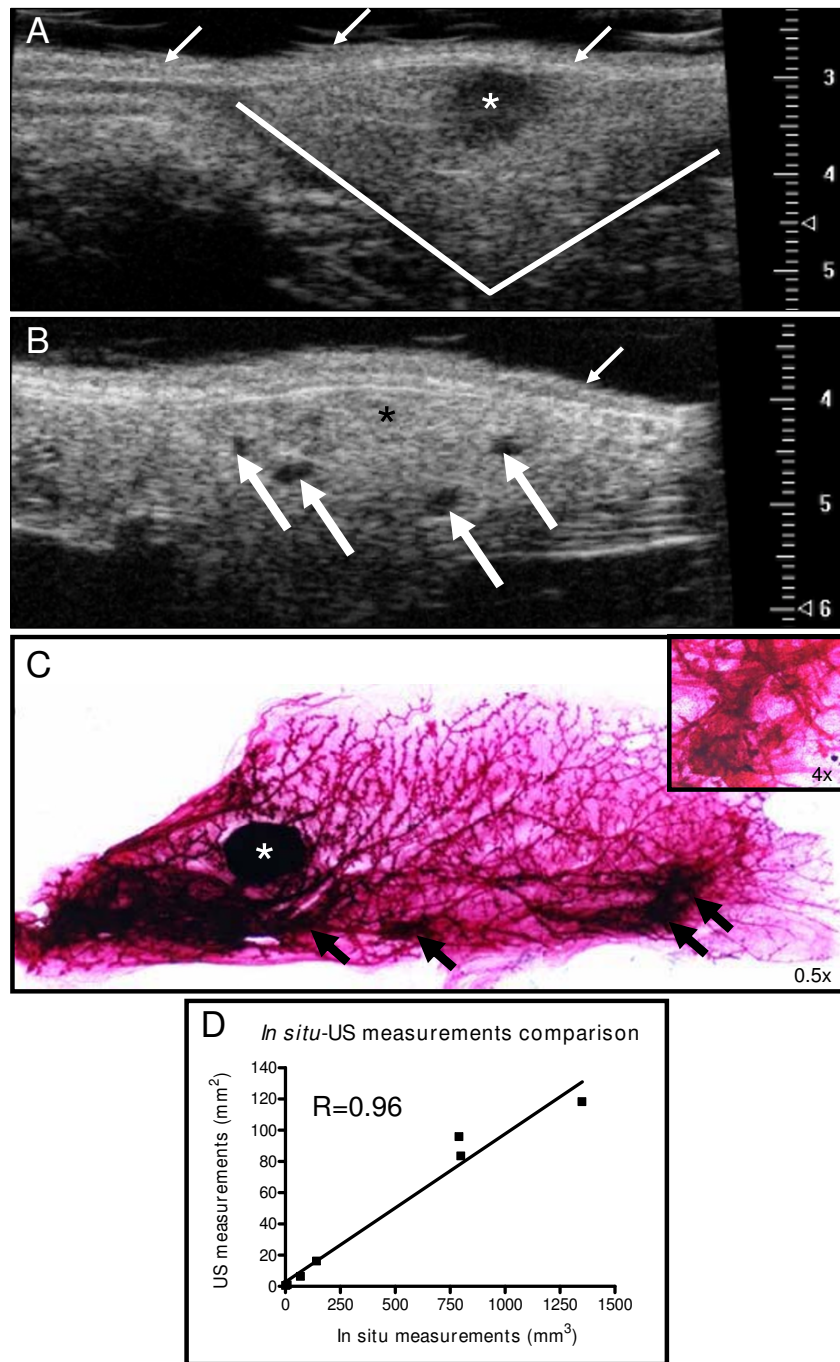 A
*
3
4
5
B
*
4
5
6
C
4x
*
0.5x
D
In situ-US measurements comparison
R=0.96
US measurements (mm²)
140
120
100
80
60
40
20
0
0 250 500 750 1000 1250 1500
In situ measurements (mm³)